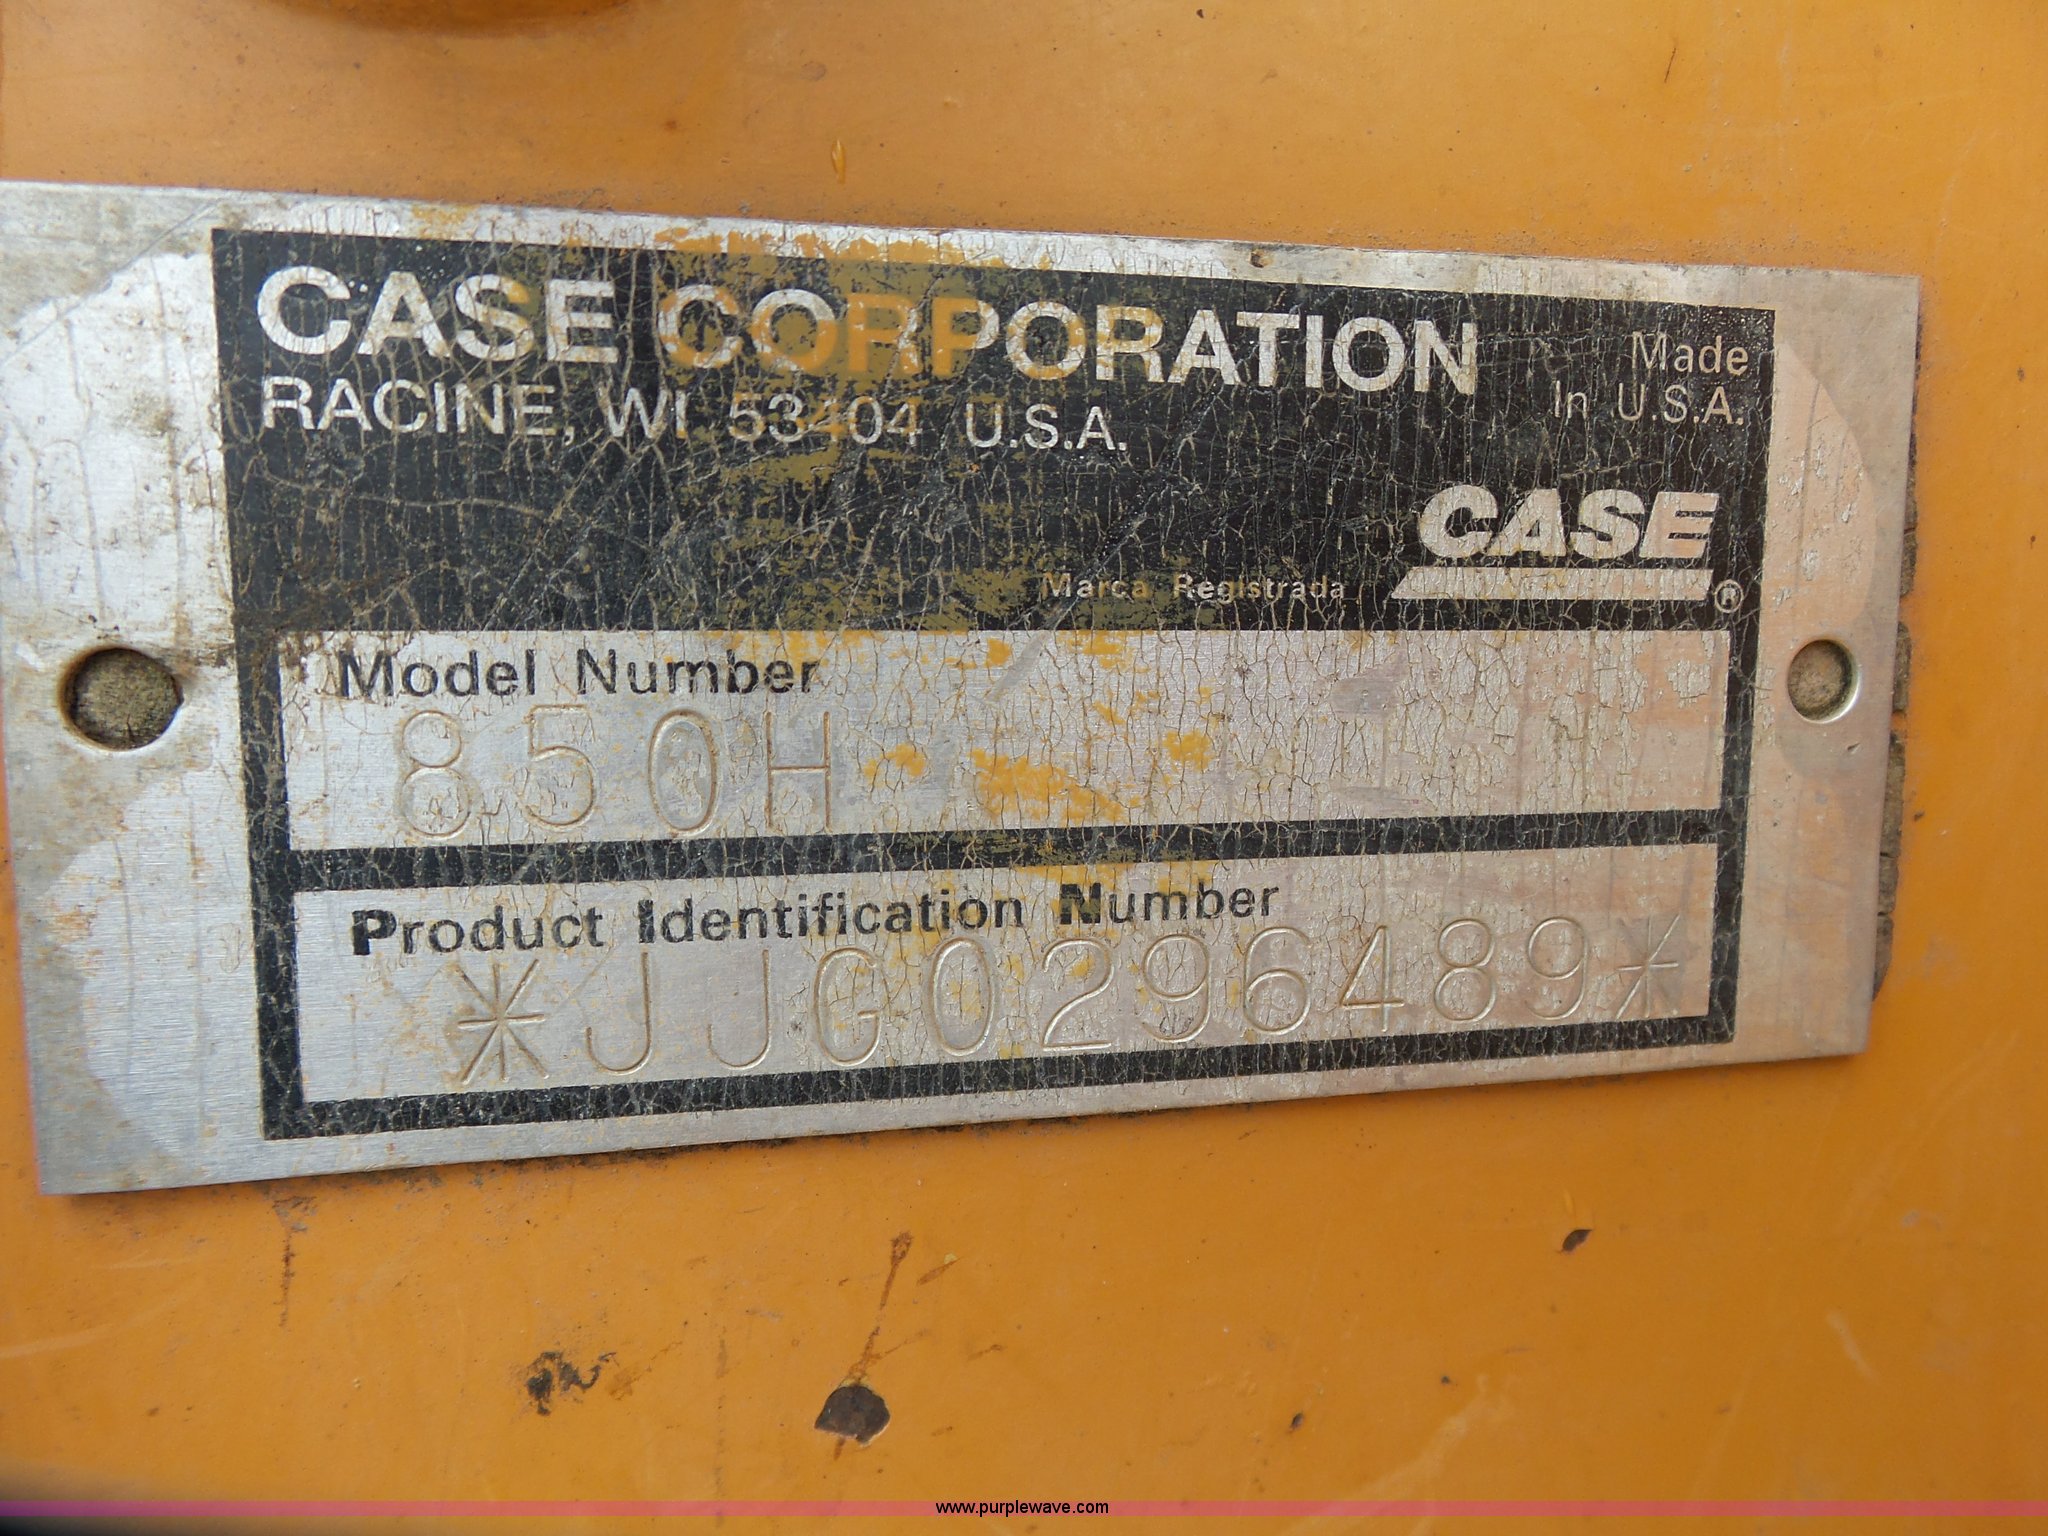 CASE CORPORATION
RACINE, WI 53404 U.S.A.
Made
In U.S.A.
CASE
Marca Registrada
®
Model Number
850H
Product Identification Number
*JJG0296489*
www.purplewave.com